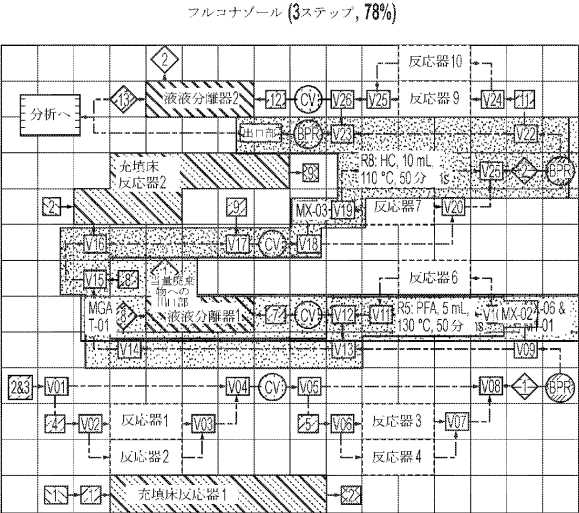 フルコナゾール (3ステップ, 78%)
2
反応器10
13
液液分離器2
12
CV
V26
V25
反応器 9
V24
11
分析へ
出口部
BPR
V23
V22
充填床
反応器2
R8: HC, 10 mL,
110 °C, 50 分
V25
BPR
2
9
MX-03
V19
反応器7
V20
V16
V17
CV
V18
V15
8
1
当量廃棄
物への
出口部
反応器6
MGA
T-01
液液分離器1
7
CV
V12
V11
R5: PFA, 5 mL,
130 °C, 50 分
MX-02
V14
V13
V09
2&3
V01
V04
CV
V05
V08
1
BPR
4
V02
反応器1
V03
5
V06
反応器 3
V07
反応器2
反応器 4
1
1
充填床反応器1
2